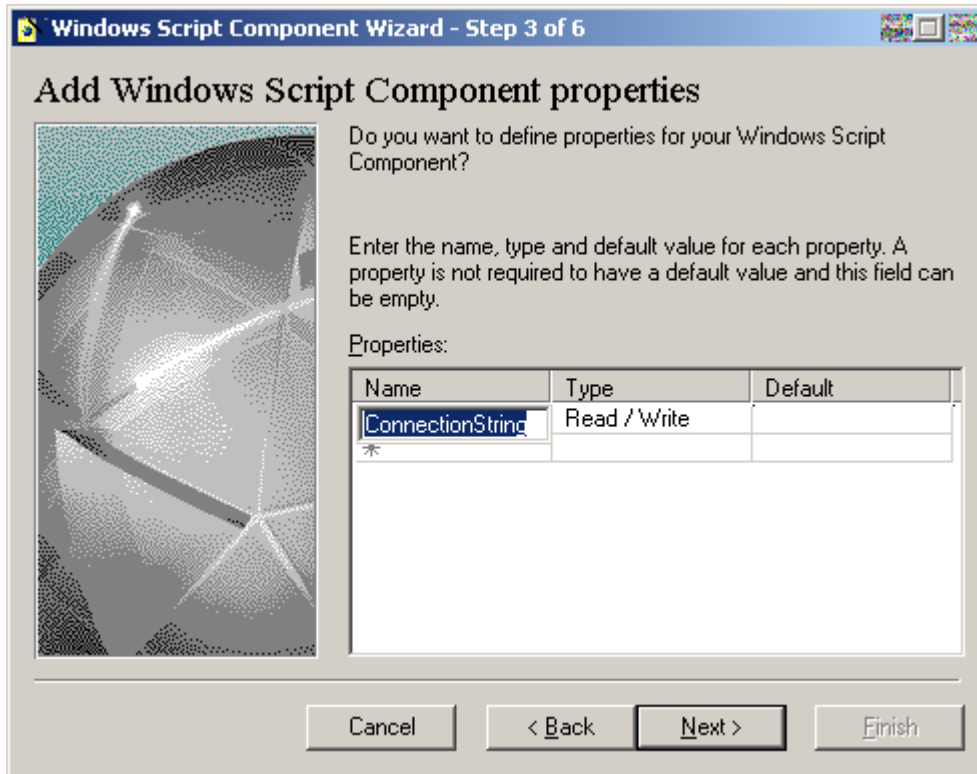 Windows Script Component Wizard - Step 3 of 6
Add Windows Script Component properties
Do you want to define properties for your Windows Script
Component?
Enter the name, type and default value for each property. A
property is not required to have a default value and this field can
be empty.
Properties:
Name Type Default
ConnectionString Read / Write
Cancel < Back Next > Finish